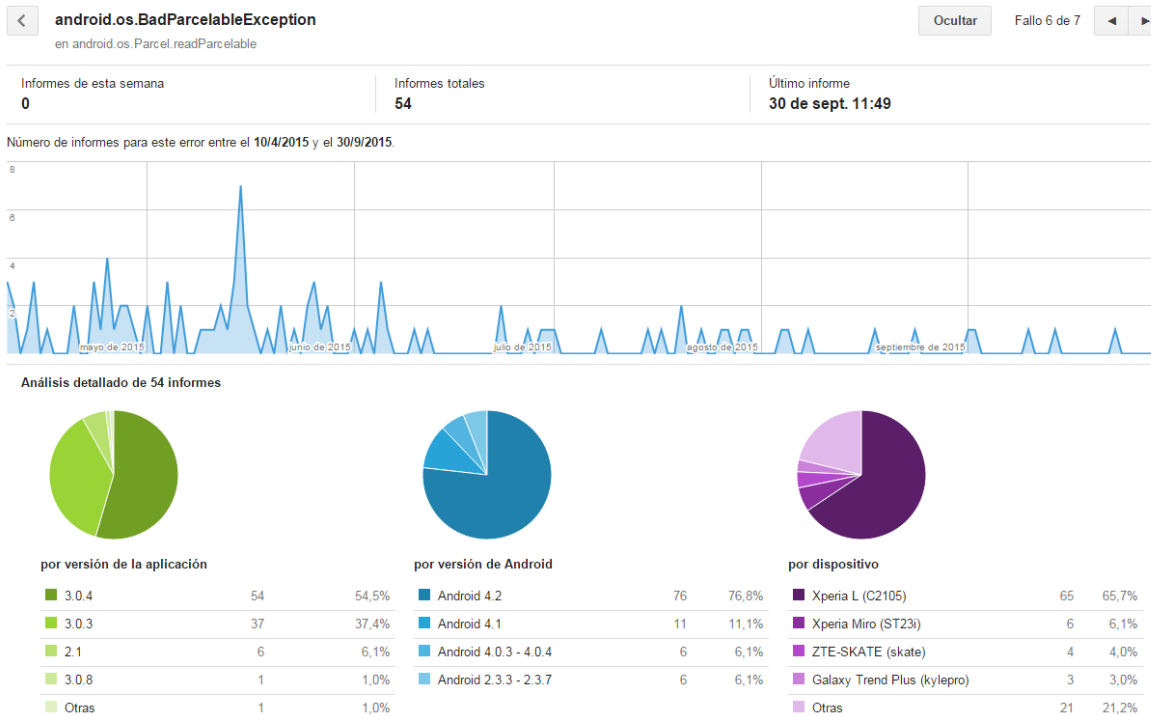 android.os.BadParcelableException
en android.os.Parcel.readParcelable
Ocultar
Fallo 6 de 7
Informes de esta semana
0
Informes totales
54
Último informe
30 de sept. 11:49
Número de informes para este error entre el 10/4/2015 y el 30/9/2015.
8
6
4
2
mayo de 2015
junio de 2015
julio de 2015
agosto de 2015
septiembre de 2015
Análisis detallado de 54 informes
por versión de la aplicación
3.0.4 54 54,5%
3.0.3 37 37,4%
2.1 6 6,1%
3.0.8 1 1,0%
Otras 1 1,0%
por versión de Android
Android 4.2 76 76,8%
Android 4.1 11 11,1%
Android 4.0.3 - 4.0.4 6 6,1%
Android 2.3.3 - 2.3.7 6 6,1%
por dispositivo
Xperia L (C2105) 65 65,7%
Xperia Miro (ST23i) 6 6,1%
ZTE-SKATE (skate) 4 4,0%
Galaxy Trend Plus (kylepro) 3 3,0%
Otras 21 21,2%